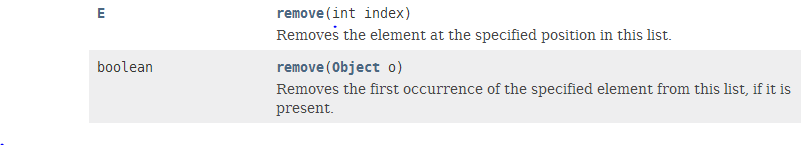 E remove(int index)
Removes the element at the specified position in this list.
boolean remove(Object o)
Removes the first occurrence of the specified element from this list, if it is
present.